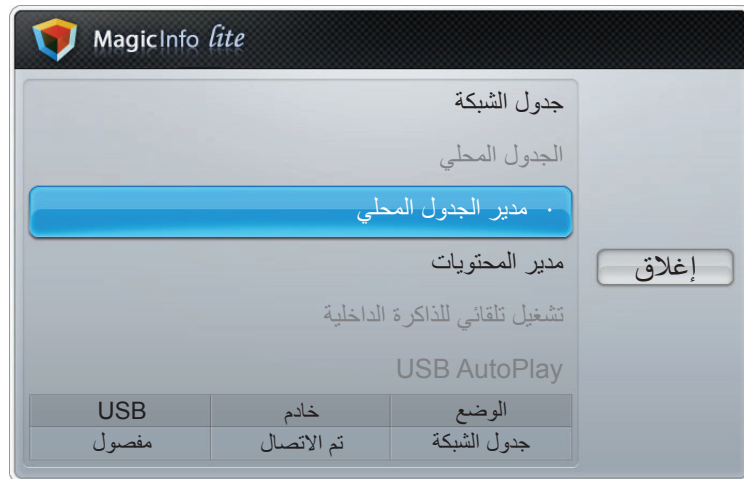 MagicInfo lite
جدول الشبكة
الجدول المحلي
· مدير الجدول المحلي
مدير المحتويات
تشغيل تلقائي للذاكرة الداخلية
USB AutoPlay
إغلاق
الوضع خادم USB
جدول الشبكة تم الاتصال مفصول